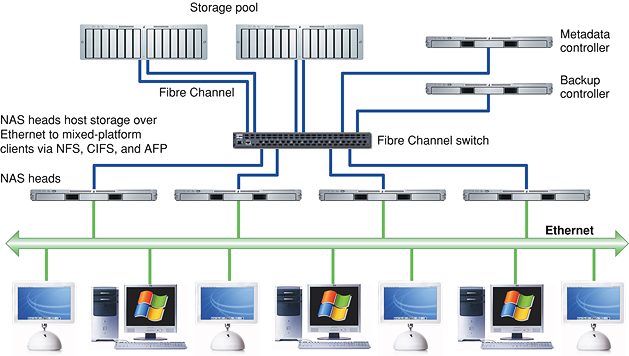 Storage pool
Metadata
controller
Backup
controller
Fibre Channel
NAS heads host storage over
Ethernet to mixed-platform
clients via NFS, CIFS, and AFP
Fibre Channel switch
NAS heads
Ethernet